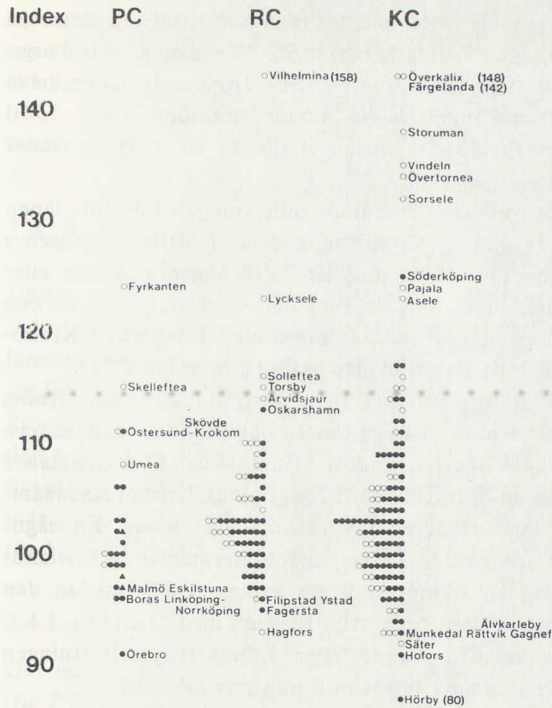 Index PC RC KC
Vilhelmina (158) Överkalix (148)
Färgelanda (142)
140
Storuman
Vindeln
Övertornea
Sorsele
130
Söderköping
Fyrkanten Pajala
Lycksele Asele
120
Solleftea
Skelleftea Torsby
Arvidsjaur
Oskarshamn
Skövde
110 Östersund-Krokom
Umea
100
Malmö Eskilstuna
Boras Linköping- Filipstad Ystad
Norrköping Fagersta
Älvkarleby
Hagfors Munkedal Rättvik Gagnef
Säter
90 Orebro Hofors
Hörby (80)